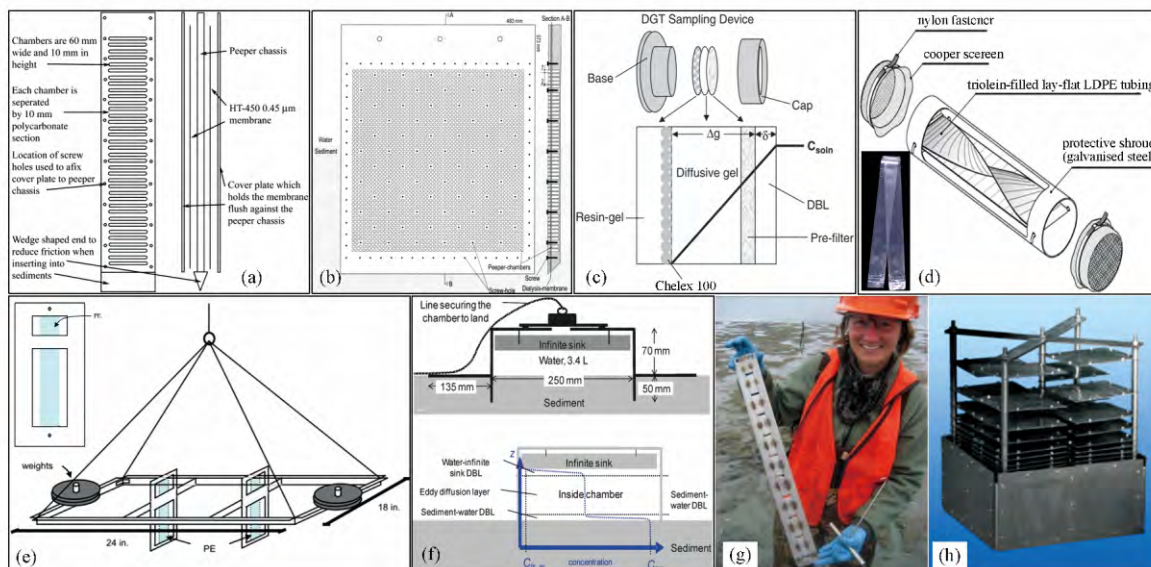 Chambers are 60
mm wide and 10 mm in
height
Each chamber is
seperated
by 10 mm
polycarbonate
section
Location of screw
holes used to afix
cover plate to peeper
chassis
Wedge shaped end to
reduce friction when
inserting into
sediments
Peeper chassis
HT-450 0.45 μm
membrane
Cover plate which
holds the membrane
flush against the
peeper chassis
(a)
A
480 mm
Section A-B
Water
Sediment
Peeper-chambers
Screw
Screw-hole
Dialysis-membrane
B
(b)
DGT Sampling Device
Base
Cap
Δg
δ
C soln
Diffusive gel
DBL
Resin-gel
Pre-filter
(c)
Chelex 100
nylon fastener
cooper scereen
triolein-filled lay-flat LDPE tubing
protective shroud
(galvanised steel)
(d)
PE
weights
24 in.
PE
18 in.
(e)
Line securing the
chamber to land
Infinite sink
Water, 3.4 L
70 mm
135 mm
250 mm
50 mm
Sediment
z
Water-infinite
sink DBL
Infinite sink
Eddy diffusion layer
Inside chamber
Sediment-water DBL
Sediment-
water DBL
Sediment
concentration
(f)
(g)
(h)